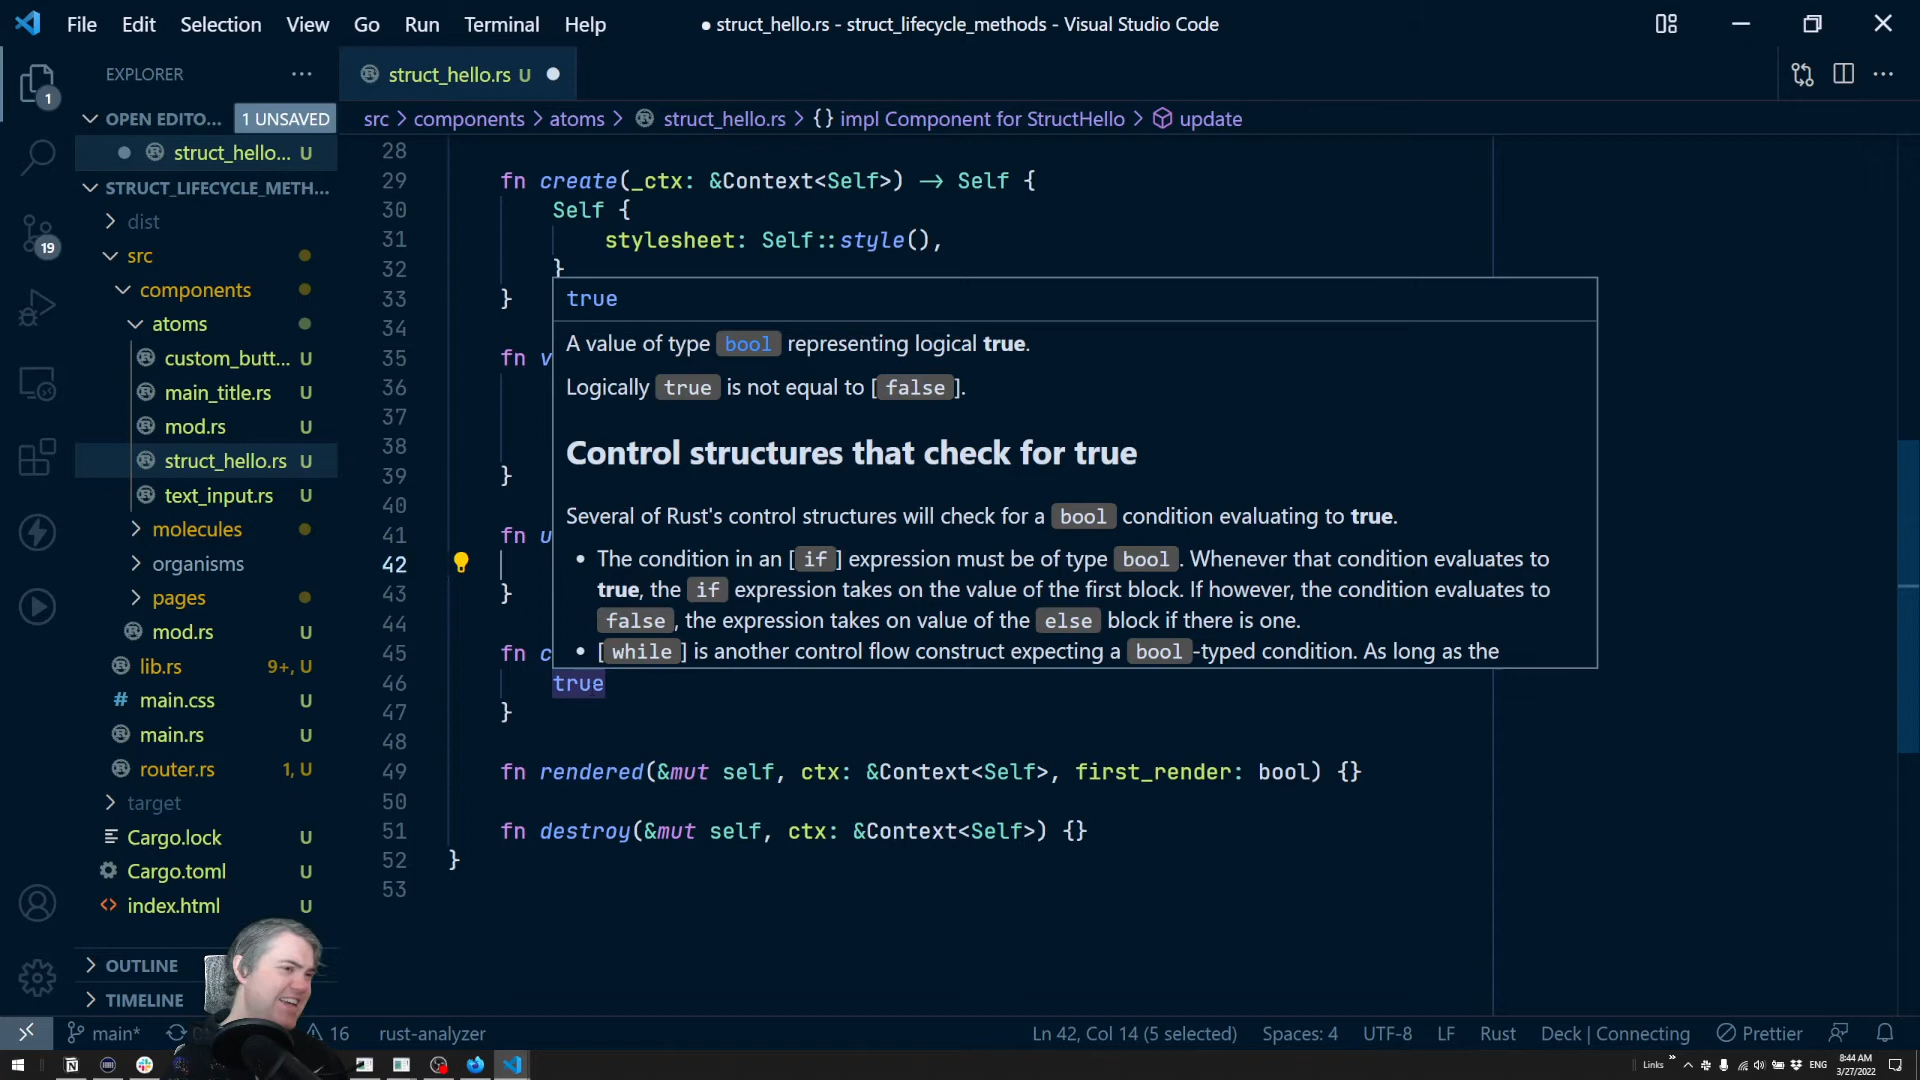 File Edit Selection View Go Run Terminal Help
● struct_hello.rs - struct_lifecycle_methods - Visual Studio Code
EXPLORER
struct_hello.rs U
OPEN EDITO... 1 UNSAVED
src > components > atoms > struct_hello.rs > {} impl Component for StructHello > update
struct_hello... U
STRUCT_LIFECYCLE_METH...
dist
src
components
atoms
custom_butt... U
main_title.rs U
mod.rs U
struct_hello.rs U
text_input.rs U
molecules
organisms
pages
mod.rs U
lib.rs 9+, U
main.css U
main.rs U
router.rs 1, U
target
Cargo.lock U
Cargo.toml U
index.html U
OUTLINE
TIMELINE
1
19
28
29 fn create(_ctx: &Context<Self>) → Self {
30 Self {
31 stylesheet: Self::style(),
32 }
33 }
34
35 fn v
36
37
38
39 }
40
41 fn u
42
43 }
44
45 fn c
46 true
47 }
48
49 fn rendered(&mut self, ctx: &Context<Self>, first_render: bool) {}
50
51 fn destroy(&mut self, ctx: &Context<Self>) {}
52 }
53
true
A value of type bool representing logical true.
Logically true is not equal to [ false ].
Control structures that check for true
Several of Rust's control structures will check for a bool condition evaluating to true.
• The condition in an [ if ] expression must be of type bool. Whenever that condition evaluates to
true, the if expression takes on the value of the first block. If however, the condition evaluates to
false, the expression takes on value of the else block if there is one.
• [ while ] is another control flow construct expecting a bool-typed condition. As long as the
main* 16 rust-analyzer Ln 42, Col 14 (5 selected) Spaces: 4 UTF-8 LF Rust Deck | Connecting Prettier
Links ENG 8:44 AM
3/27/2022